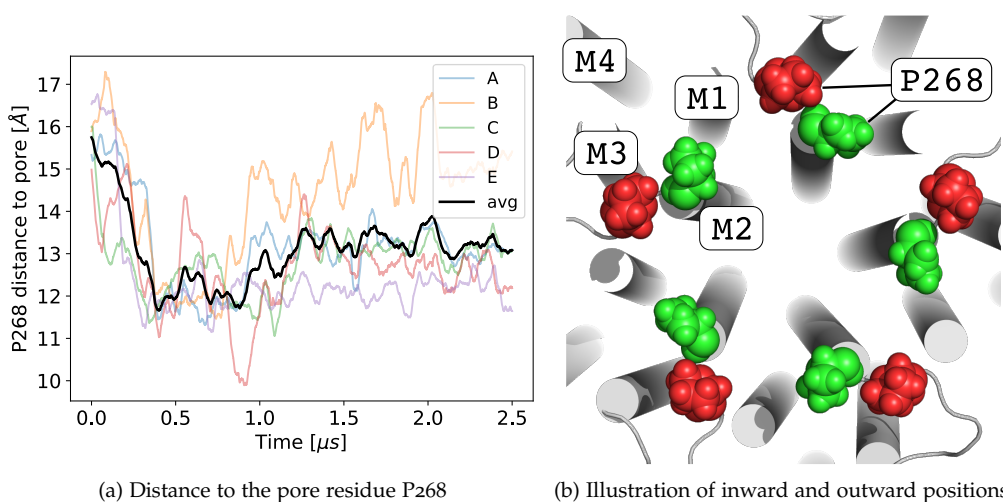 P268 distance to pore [Å]
17
16
15
14
13
12
11
10
A
B
C
D
E
avg
0.0 0.5 1.0 1.5 2.0 2.5
Time [μs]
(a) Distance to the pore residue P268
M4
M1
P268
M3
M2
(b) Illustration of inward and outward positions